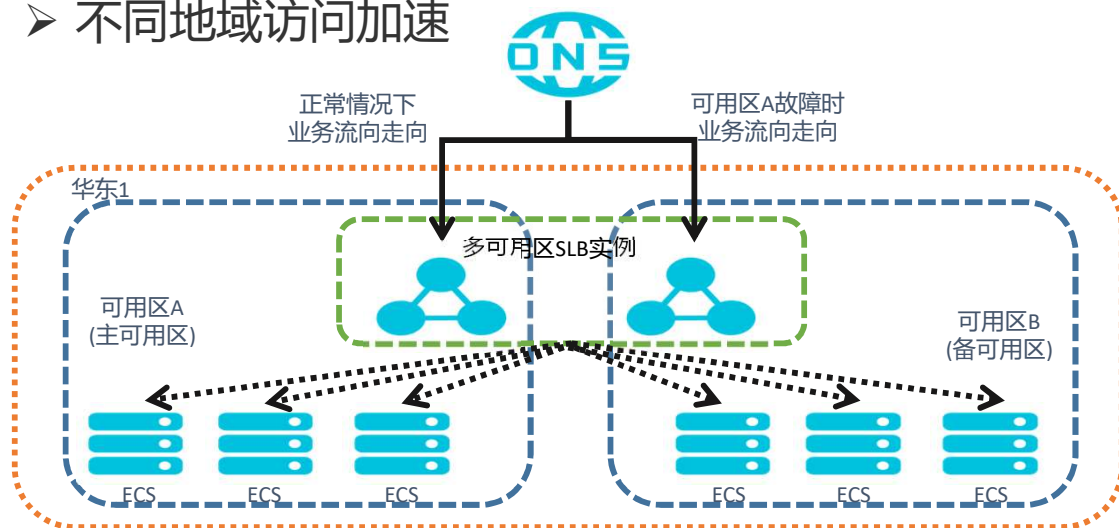 ➢ 不同地域访问加速
DNS
正常情况下
业务流向走向
可用区A故障时
业务流向走向
华东1
多可用区SLB实例
可用区A
(主可用区)
可用区B
(备可用区)
ECS
ECS
ECS
ECS
ECS
ECS